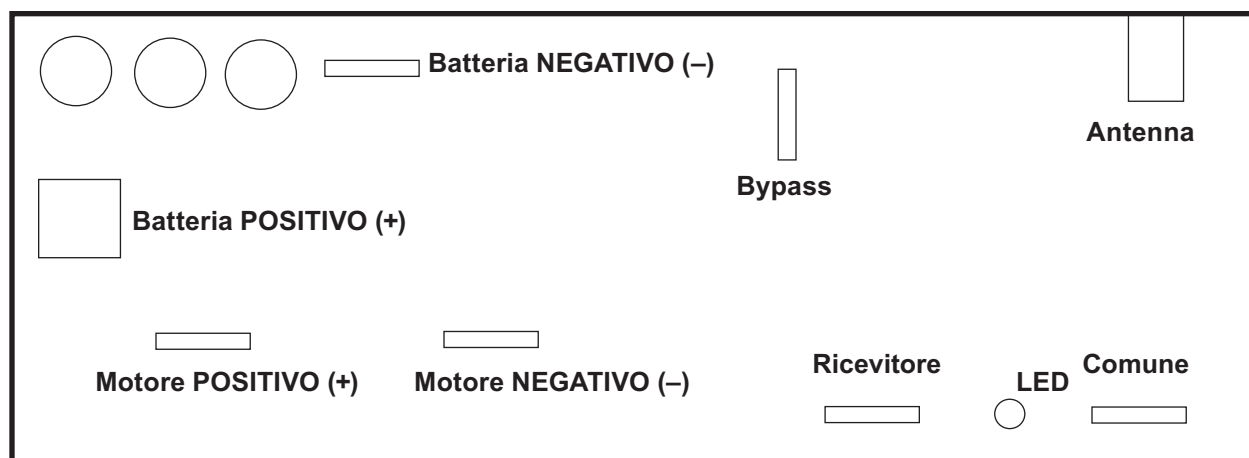 Batteria NEGATIVO (–)
Antenna
Bypass
Batteria POSITIVO (+)
Ricevitore
Comune
Motore POSITIVO (+)
Motore NEGATIVO (–)
LED